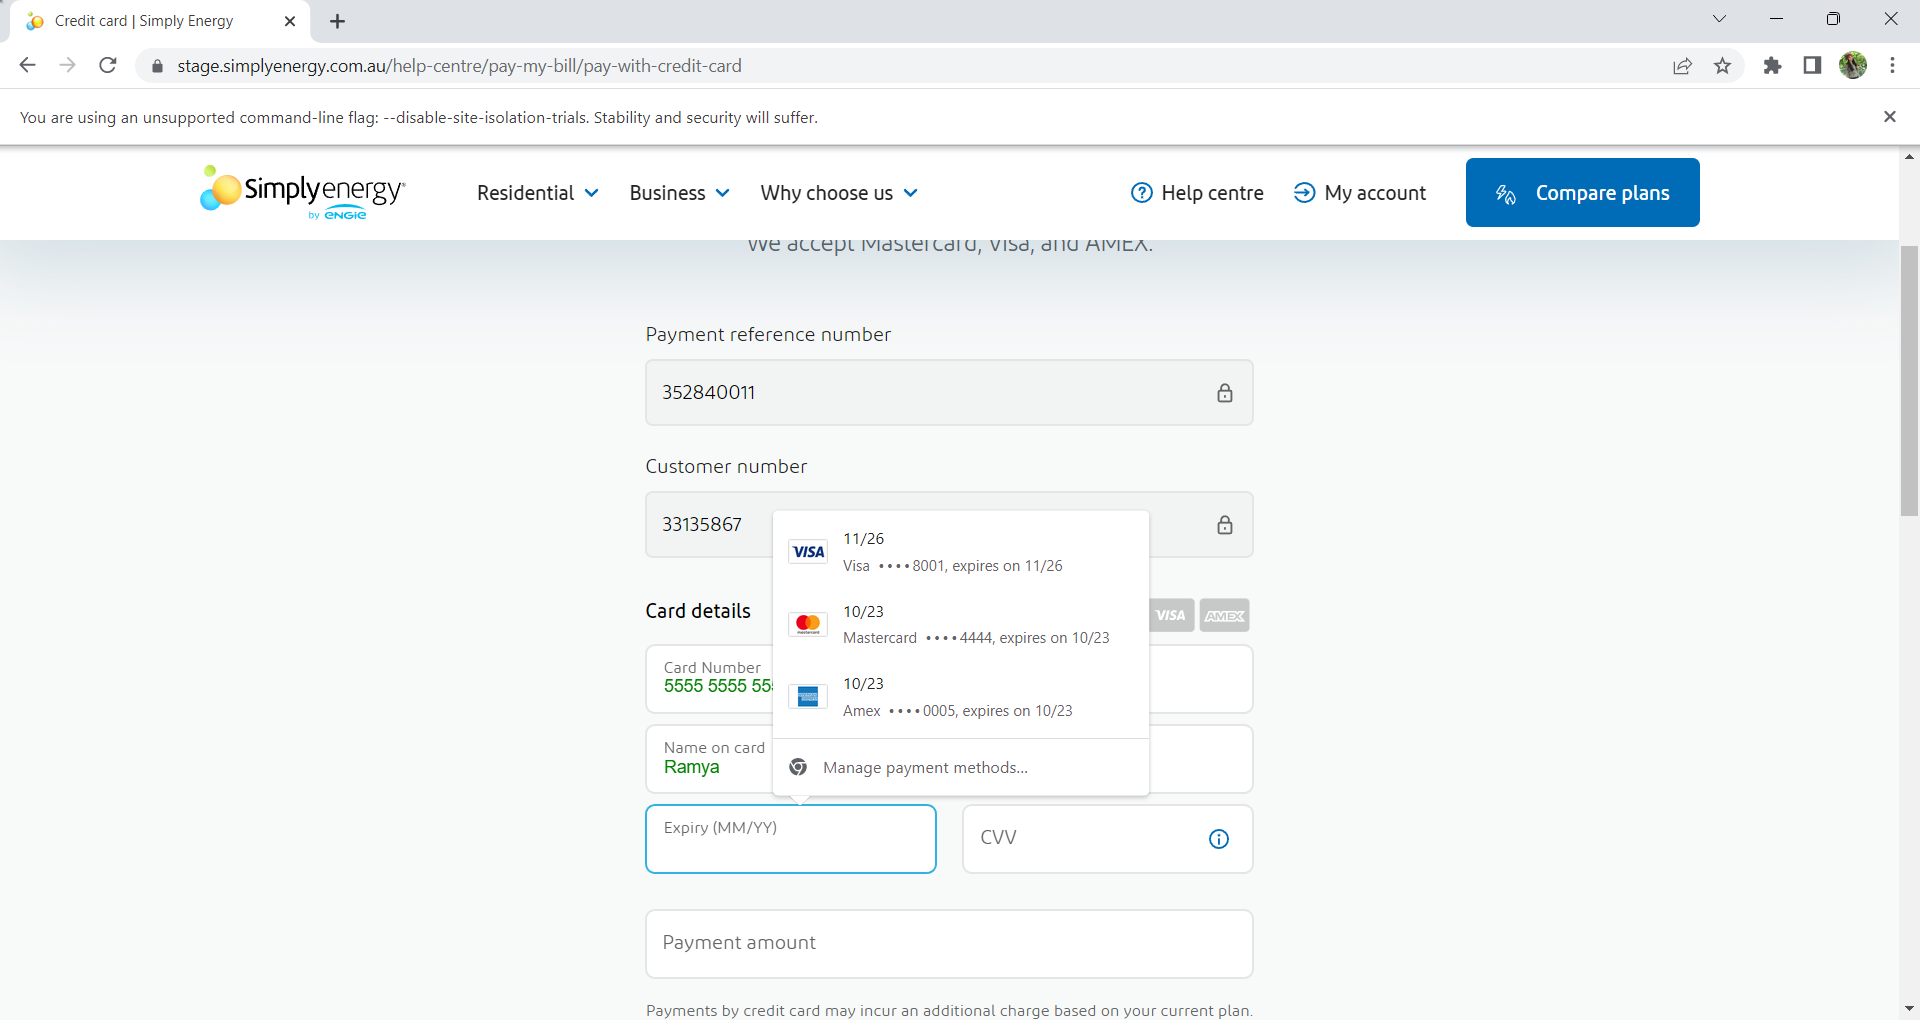 Credit card | Simply Energy
stage.simplyenergy.com.au/help-centre/pay-my-bill/pay-with-credit-card
You are using an unsupported command-line flag: --disable-site-isolation-trials. Stability and security will suffer.
Simplyenergy
by ENGIE
Residential
Business
Why choose us
Help centre
My account
Compare plans
We accept Mastercard, Visa, and AMEX.
Payment reference number
352840011
Customer number
33135867
VISA
11/26
Visa ••••8001, expires on 11/26
mastercard
10/23
Mastercard ••••4444, expires on 10/23
10/23
Amex ••••0005, expires on 10/23
Manage payment methods...
Card details
VISA
AMEX
Card Number
5555 5555 55
Name on card
Ramya
Expiry (MM/YY)
CVV
Payment amount
Payments by credit card may incur an additional charge based on your current plan.